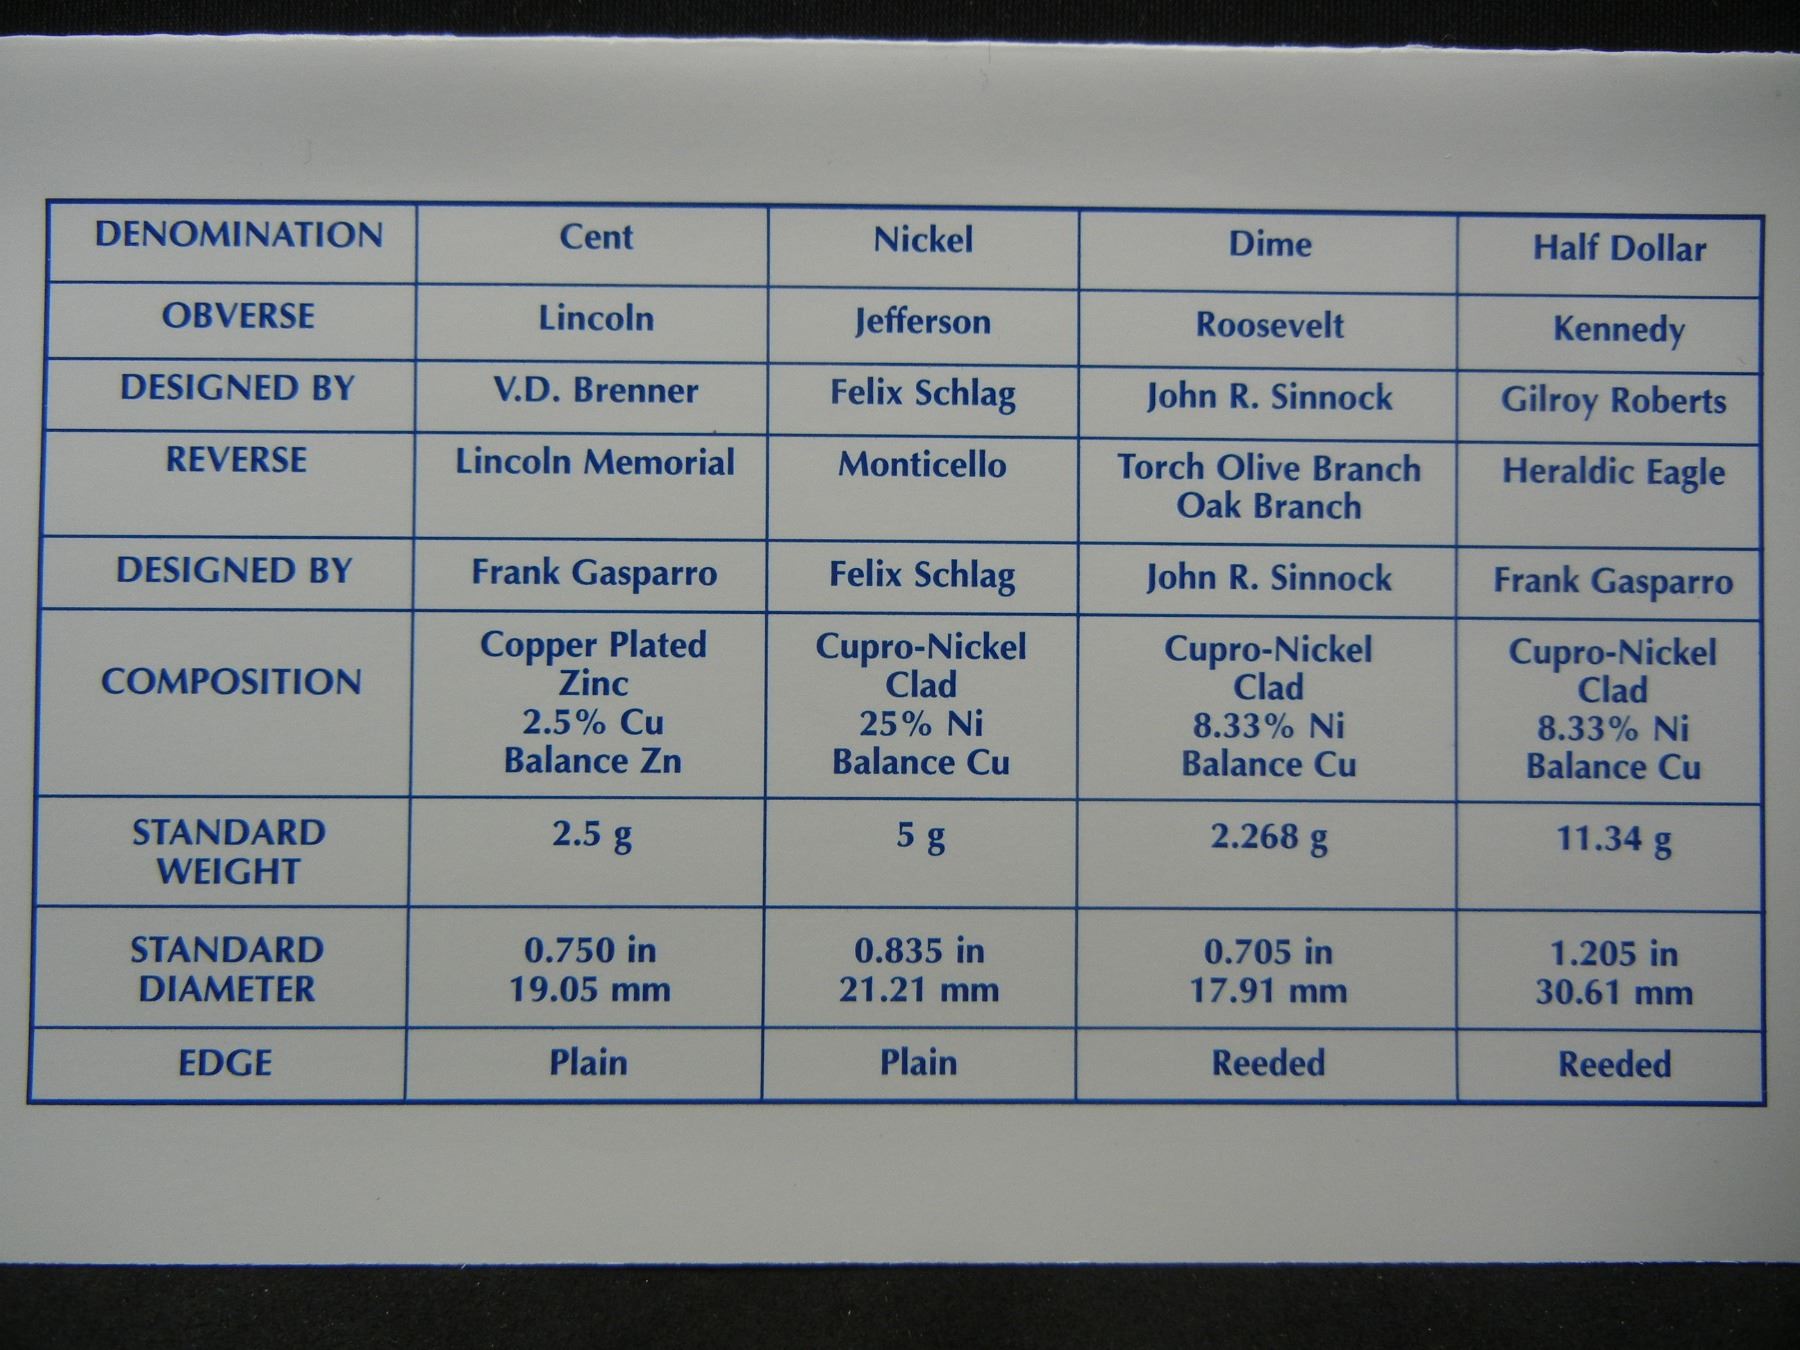 DENOMINATION Cent Nickel Dime Half Dollar
OBVERSE Lincoln Jefferson Roosevelt Kennedy
DESIGNED BY V.D. Brenner Felix Schlag John R. Sinnock Gilroy Roberts
REVERSE Lincoln Memorial Monticello Torch Olive Branch Heraldic Eagle
Oak Branch
DESIGNED BY Frank Gasparro Felix Schlag John R. Sinnock Frank Gasparro
Copper Plated Cupro-Nickel Cupro-Nickel Cupro-Nickel
COMPOSITION Zinc Clad Clad Clad
2.5% Cu 25% Ni 8.33% Ni 8.33% Ni
Balance Zn Balance Cu Balance Cu Balance Cu
STANDARD 2.5 g 5 g 2.268 g 11.34 g
WEIGHT
STANDARD 0.750 in 0.835 in 0.705 in 1.205 in
DIAMETER 19.05 mm 21.21 mm 17.91 mm 30.61 mm
EDGE Plain Plain Reeded Reeded